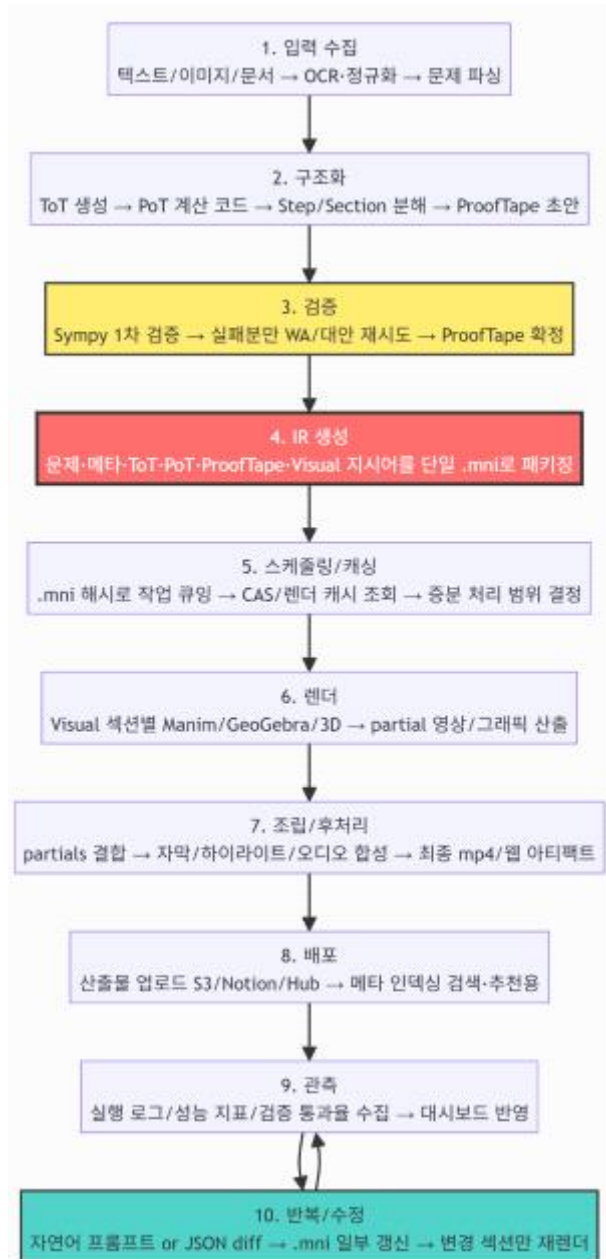 1. 입력 수집
텍스트/이미지/문서 → OCR·정규화 → 문제 파싱
2. 구조화
ToT 생성 → PoT 계산 코드 → Step/Section 분해 → ProofTape 초안
3. 검증
Sympy 1차 검증 → 실패분만 WA/대안 재시도 → ProofTape 확정
4. IR 생성
문제·메타·ToT·PoT·ProofTape·Visual 지시어를 단일 .mni로 패키징
5. 스케줄링/캐싱
.mni 해시로 작업 큐잉 → CAS/렌더 캐시 조회 → 증분 처리 범위 결정
6. 렌더
Visual 섹션별 Manim/GeoGebra/3D → partial 영상/그래픽 산출
7. 조립/후처리
partials 결합 → 자막/하이라이트/오디오 합성 → 최종 mp4/웹 아티팩트
8. 배포
산출물 업로드 S3/Notion/Hub → 메타 인덱싱 검색·추천용
9. 관측
실행 로그/성능 지표/검증 통과율 수집 → 대시보드 반영
10. 반복/수정
자연어 프롬프트 or JSON diff → .mni 일부 갱신 → 변경 섹션만 재렌더